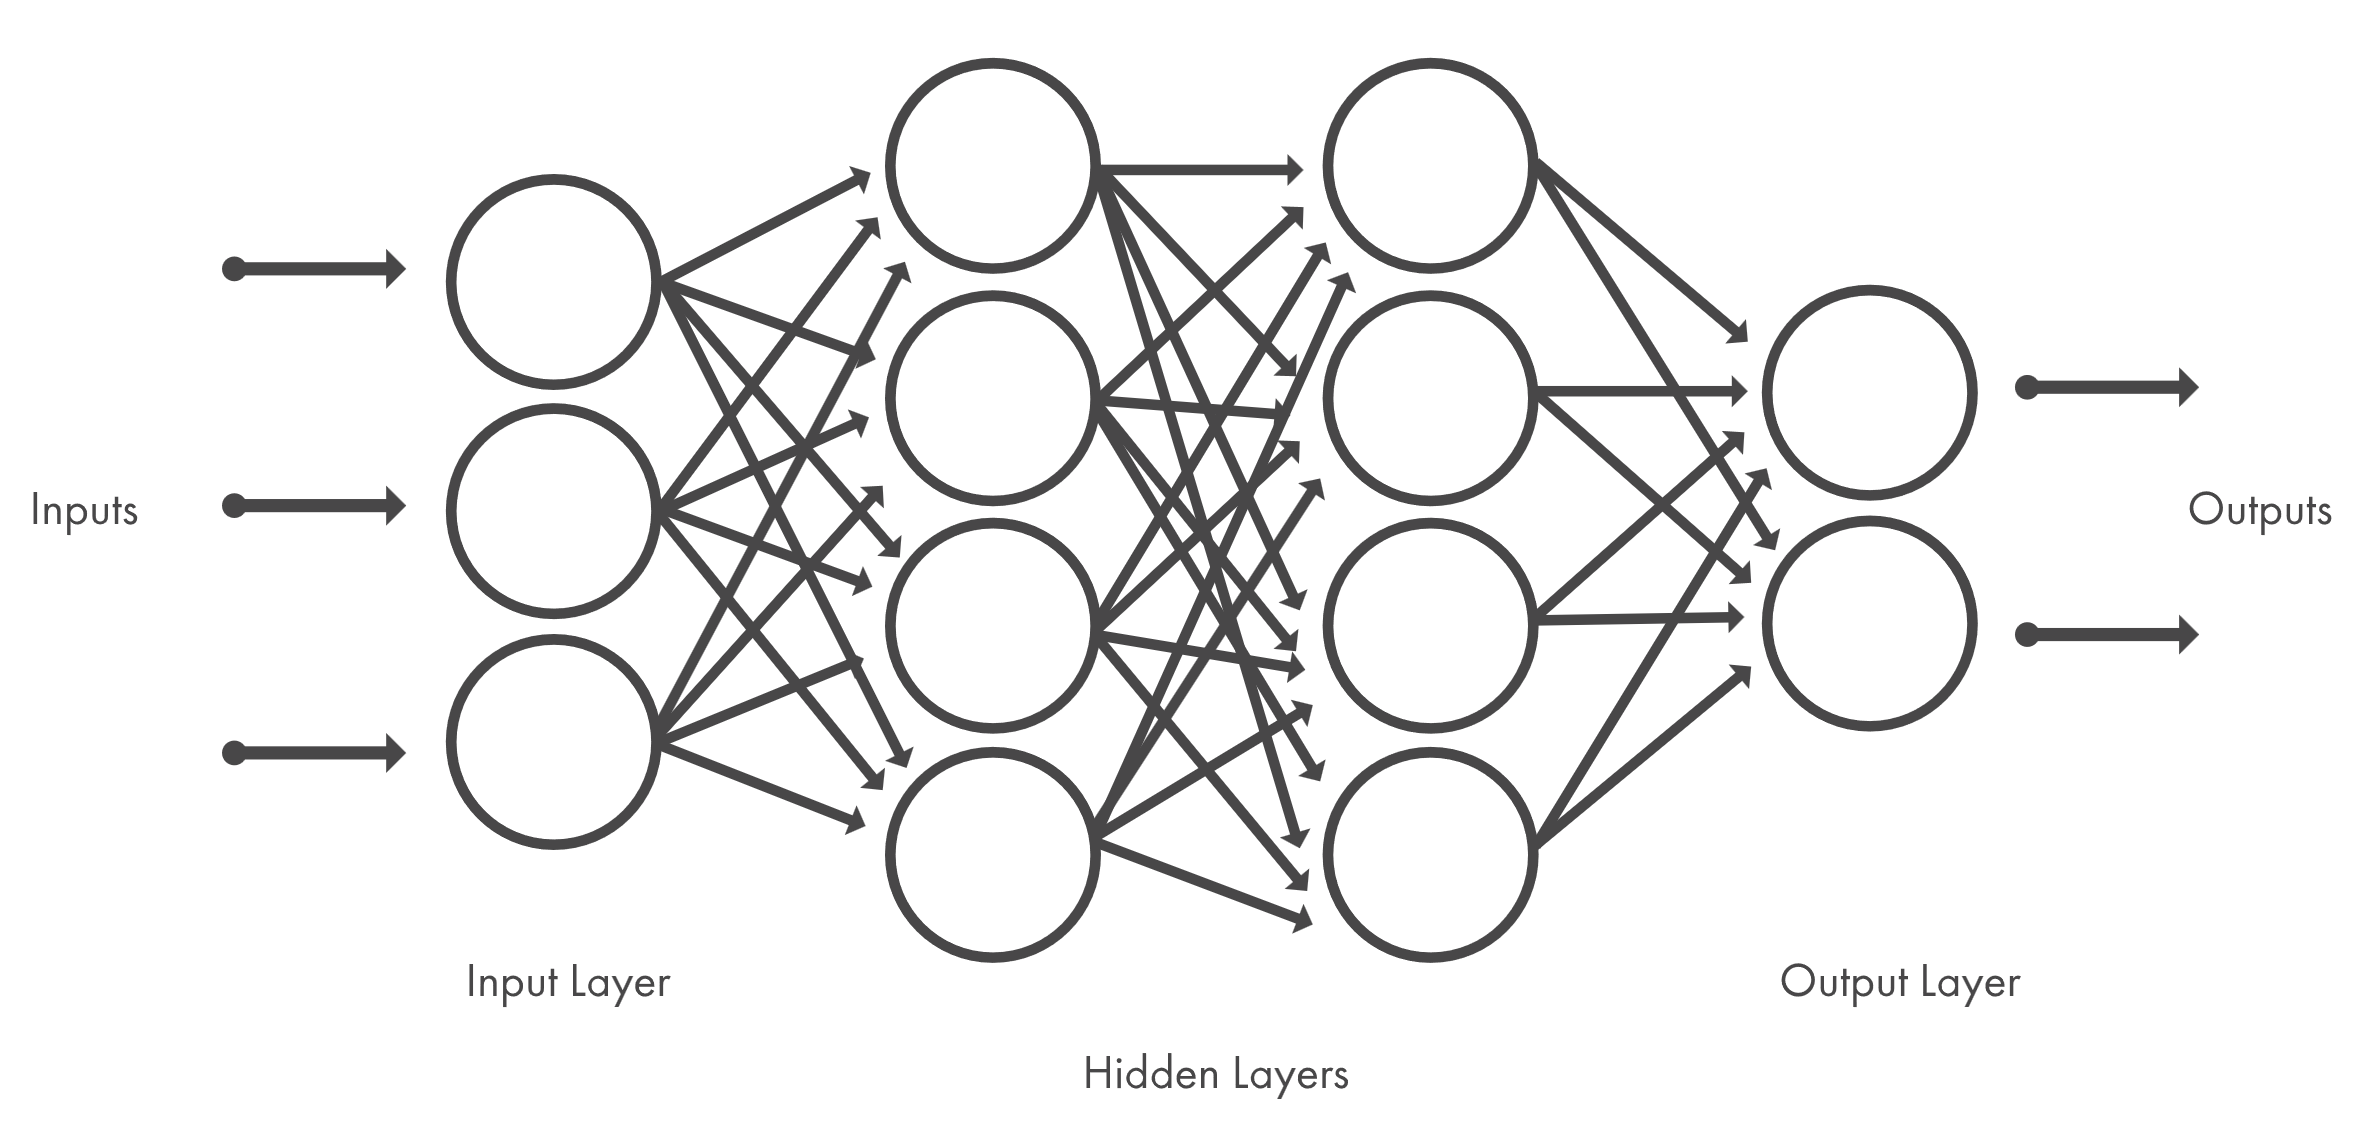 Inputs
Outputs
Input Layer
Output Layer
Hidden Layers